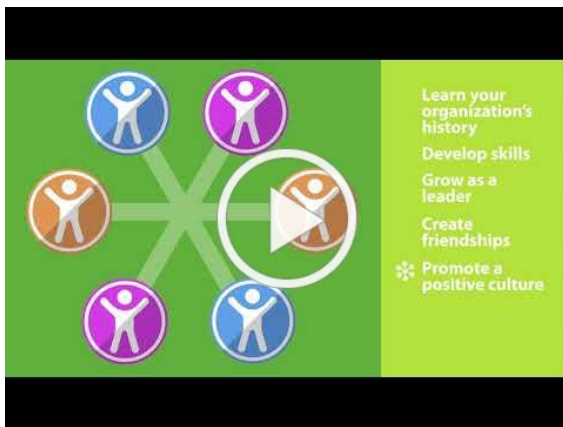 Learn your
organization's
history
Develop skills
Grow as a
leader
Create
friendships
Promote a
positive culture